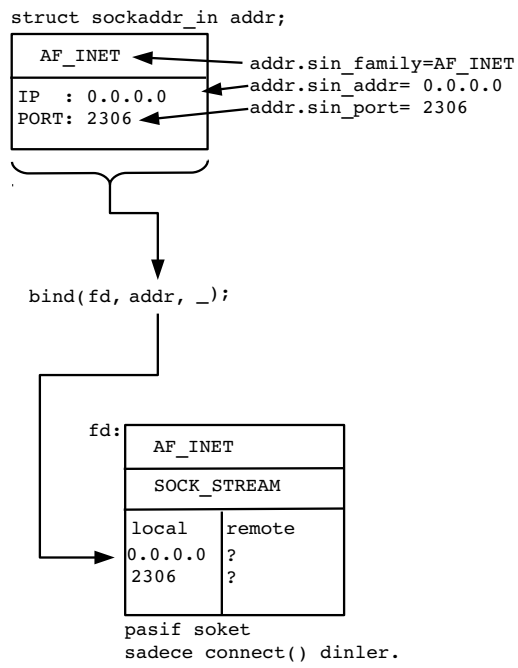 struct sockaddr_in addr;
AF_INET
addr.sin_family=AF_INET
addr.sin_addr= 0.0.0.0
addr.sin_port= 2306
IP  : 0.0.0.0
PORT: 2306
bind(fd, addr, _);
fd:
AF_INET
SOCK_STREAM
local remote
0.0.0.0 ?
2306 ?
pasif soket
sadece connect() dinler.